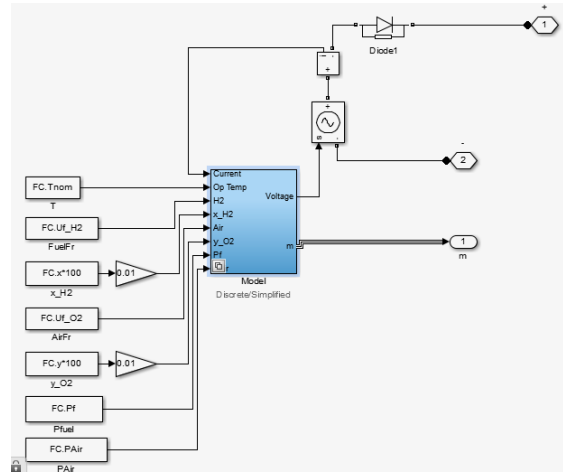 +
1
Diode1
i
+
-
+
s
-
-
2
Current
Op Temp
H2
x_H2
Air
y_O2
Pf
r
Voltage
m
1
m
Model
Discrete/Simplified
FC.Tnom
T
FC.Uf_H2
FuelFr
FC.x*100
0.01
x_H2
FC.Uf_O2
AirFr
FC.y*100
0.01
y_O2
FC.Pf
Pfuel
FC.PAir
PAir